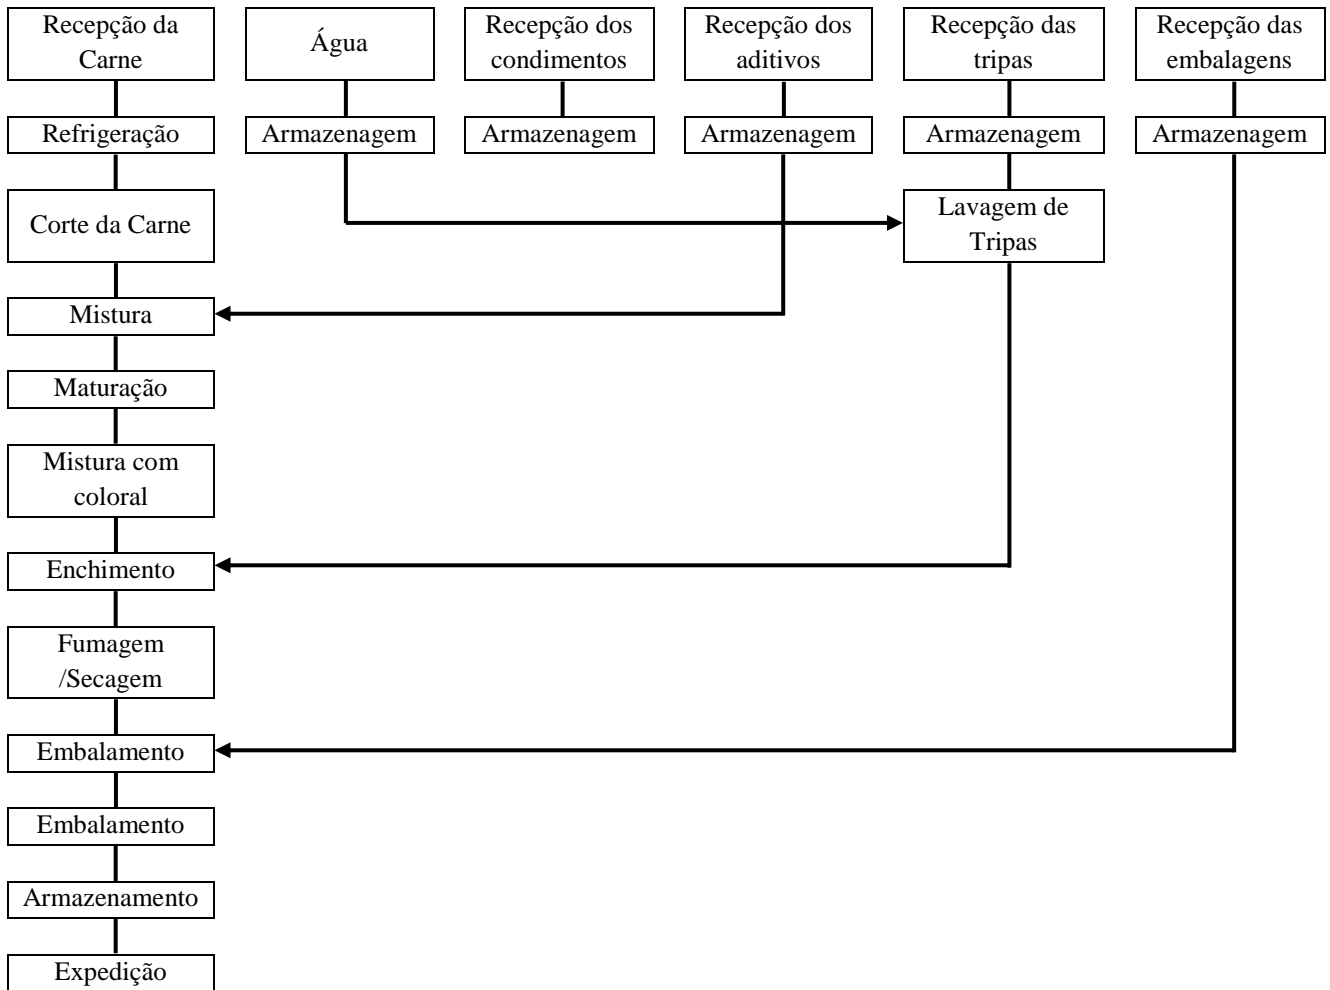 Recepção da
Carne
Água
Recepção dos
condimentos
Recepção dos
aditivos
Recepção das
tripas
Recepção das
embalagens
Refrigeração
Armazenagem
Armazenagem
Armazenagem
Armazenagem
Armazenagem
Corte da Carne
Lavagem de
Tripas
Mistura
Maturação
Mistura com
coloral
Enchimento
Fumagem
/Secagem
Embalamento
Embalamento
Armazenamento
Expedição